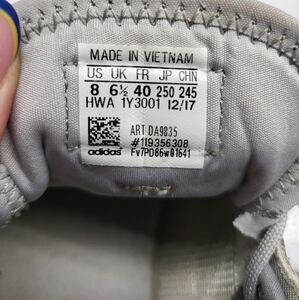 MADE IN VIETNAM
US UK FR JP CHN
8 6½ 40 250 245
HWA 1Y3001 12/17
ART DA9835
#119356308
adidas Fv7PD86w01641